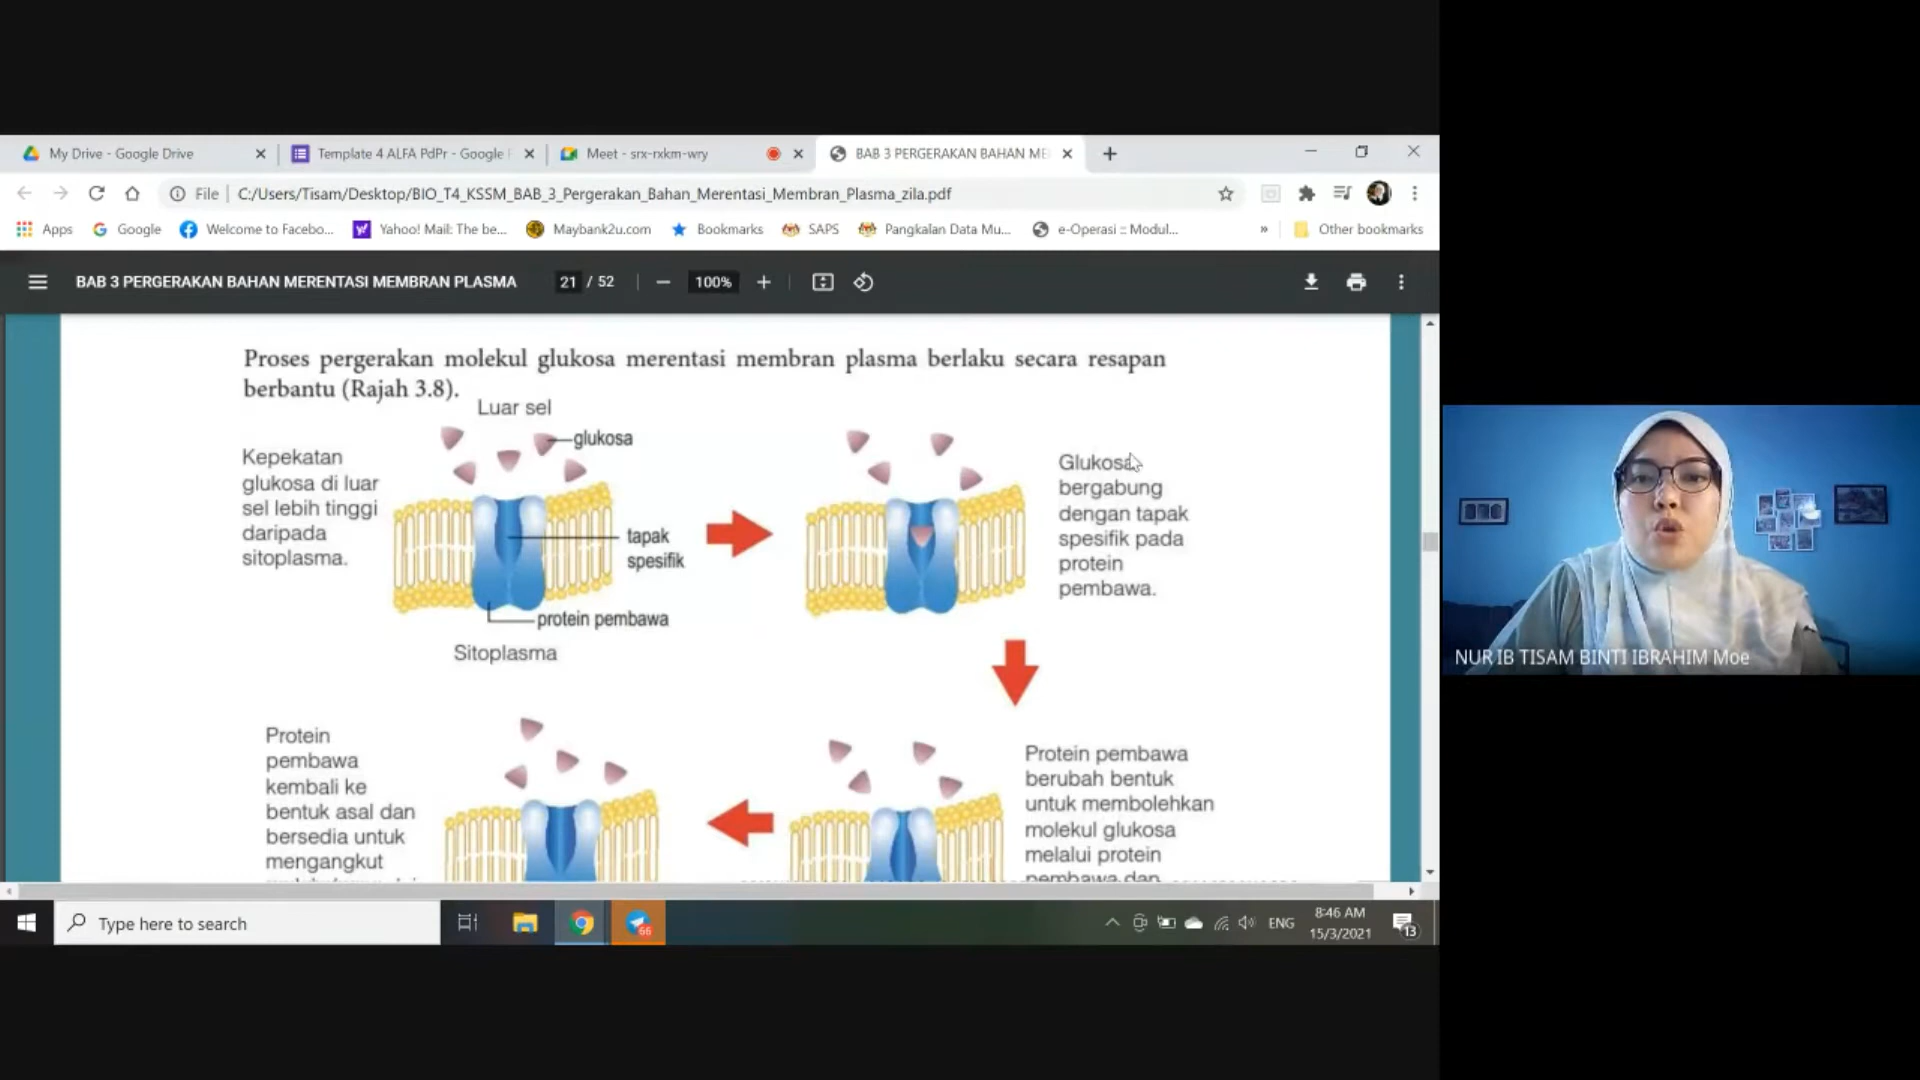 My Drive - Google Drive
Template 4 ALFA PdPr - Google F
Meet - srx-rxkm-wry
BAB 3 PERGERAKAN BAHAN ME
File
C:/Users/Tisam/Desktop/BIO_T4_KSSM_BAB_3_Pergerakan_Bahan_Merentasi_Membran_Plasma_zila.pdf
Apps
Google
Welcome to Facebo...
Yahoo! Mail: The be...
Maybank2u.com
Bookmarks
SAPS
Pangkalan Data Mu...
e-Operasi :: Modul...
»
Other bookmarks
BAB 3 PERGERAKAN BAHAN MERENTASI MEMBRAN PLASMA
21 / 52
100%
Proses pergerakan molekul glukosa merentasi membran plasma berlaku secara resapan
berbantu (Rajah 3.8).
Luar sel
glukosa
Kepekatan
glukosa di luar
sel lebih tinggi
daripada
sitoplasma.
tapak
spesifik
protein pembawa
Sitoplasma
Glukosa
bergabung
dengan tapak
spesifik pada
protein
pembawa.
Protein pembawa
berubah bentuk
untuk membolehkan
molekul glukosa
melalui protein
pembawa dan
Protein
pembawa
kembali ke
bentuk asal dan
bersedia untuk
mengangkut
NUR IB TISAM BINTI IBRAHIM Moe
Type here to search
66
ENG
8:46 AM
15/3/2021
13